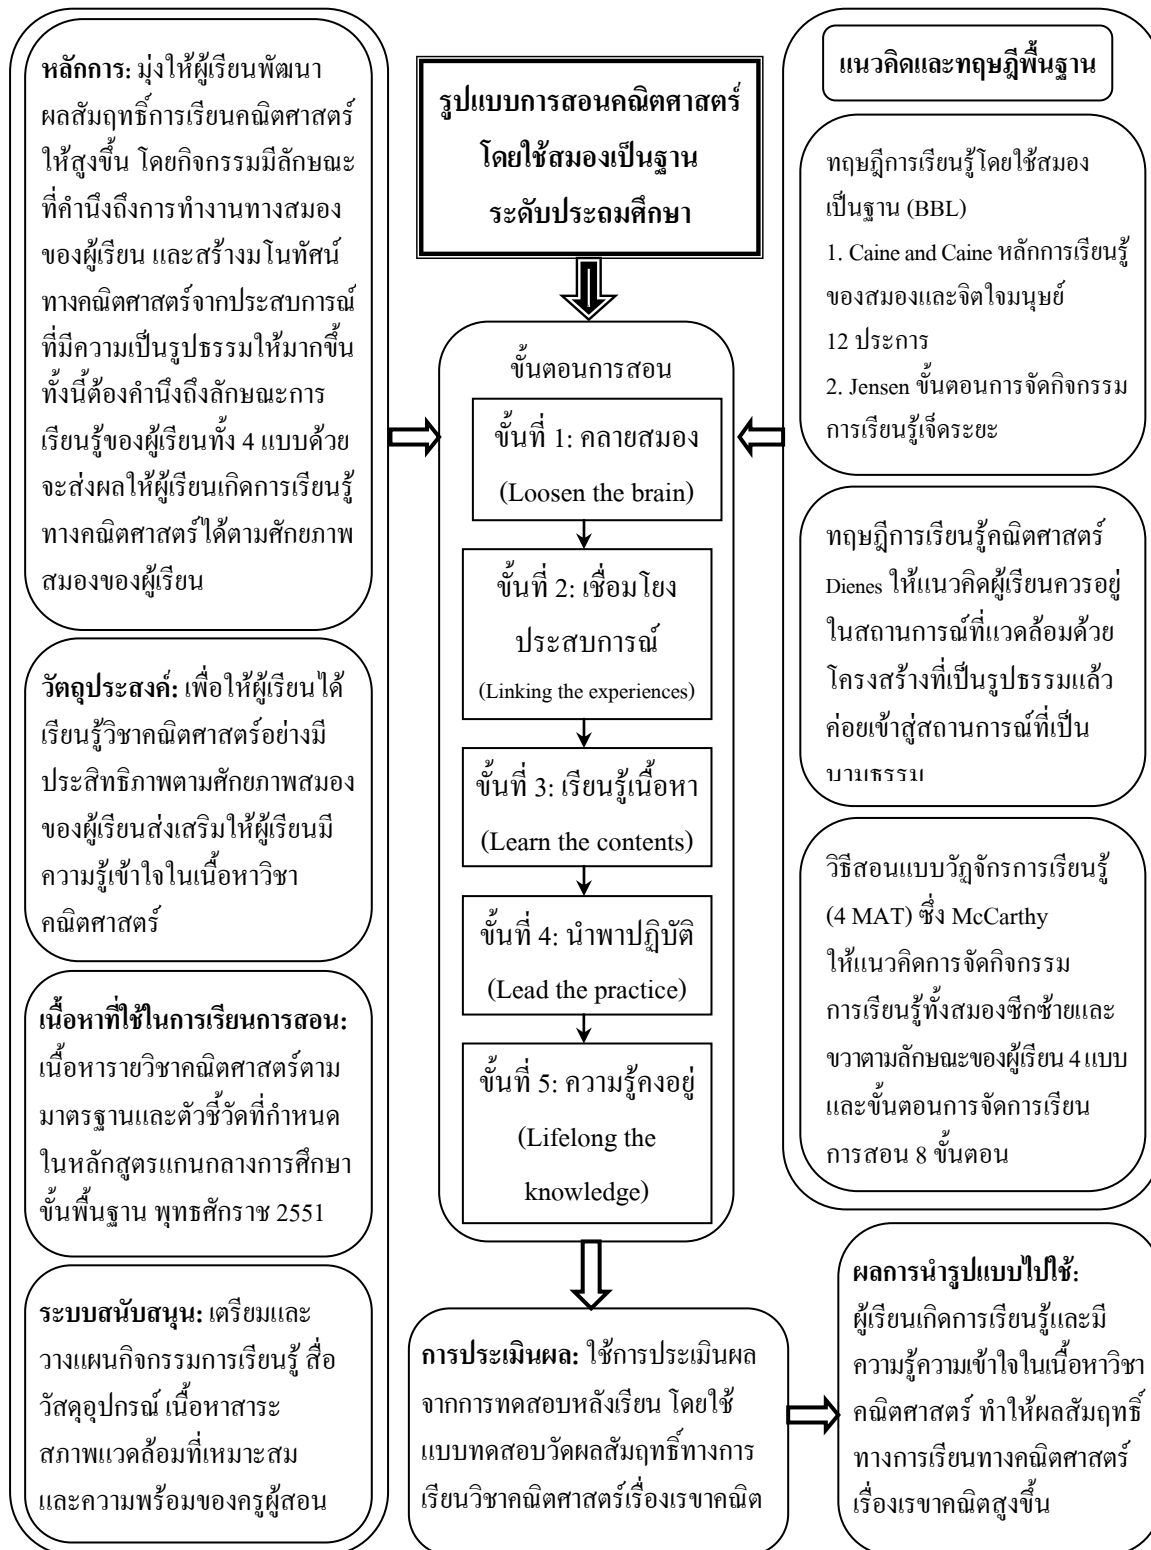 หลักการ: มุ่งให้ผู้เรียนพัฒนา
ผลสัมฤทธิ์การเรียนคณิตศาสตร์
ให้สูงขึ้น โดยกิจกรรมมีลักษณะ
ที่คำนึงถึงการทำงานทางสมอง
ของผู้เรียน และสร้างมโนทัศน์
ทางคณิตศาสตร์จากประสบการณ์
ที่มีความเป็นรูปธรรมให้มากขึ้น
ทั้งนี้ต้องคำนึงถึงลักษณะการ
เรียนรู้ของผู้เรียนทั้ง 4 แบบด้วย
จะส่งผลให้ผู้เรียนเกิดการเรียนรู้
ทางคณิตศาสตร์ได้ตามศักยภาพ
สมองของผู้เรียน
วัตถุประสงค์: เพื่อให้ผู้เรียนได้
เรียนรู้วิชาคณิตศาสตร์อย่างมี
ประสิทธิภาพตามศักยภาพสมอง
ของผู้เรียนส่งเสริมให้ผู้เรียนมี
ความรู้เข้าใจในเนื้อหาวิชา
คณิตศาสตร์
เนื้อหาที่ใช้ในการเรียนการสอน:
เนื้อหารายวิชาคณิตศาสตร์ตาม
มาตรฐานและตัวชี้วัดที่กำหนด
ในหลักสูตรแกนกลางการศึกษา
ขั้นพื้นฐาน พุทธศักราช 2551
ระบบสนับสนุน: เตรียมและ
วางแผนกิจกรรมการเรียนรู้ สื่อ
วัสดุอุปกรณ์ เนื้อหาสาระ
สภาพแวดล้อมที่เหมาะสม
และความพร้อมของครูผู้สอน
รูปแบบการสอนคณิตศาสตร์
โดยใช้สมองเป็นฐาน
ระดับประถมศึกษา
ขั้นตอนการสอน
ขั้นที่ 1: คลายสมอง
(Loosen the brain)
ขั้นที่ 2: เชื่อมโยง
ประสบการณ์
(Linking the experiences)
ขั้นที่ 3: เรียนรู้เนื้อหา
(Learn the contents)
ขั้นที่ 4: นำพาปฏิบัติ
(Lead the practice)
ขั้นที่ 5: ความรู้คงอยู่
(Lifelong the
knowledge)
การประเมินผล: ใช้การประเมินผล
จากการทดสอบหลังเรียน โดยใช้
แบบทดสอบวัดผลสัมฤทธิ์ทางการ
เรียนวิชาคณิตศาสตร์เรื่องเรขาคณิต
แนวคิดและทฤษฎีพื้นฐาน
ทฤษฎีการเรียนรู้โดยใช้สมอง
เป็นฐาน (BBL)
1. Caine and Caine หลักการเรียนรู้
ของสมองและจิตใจมนุษย์
12 ประการ
2. Jensen ขั้นตอนการจัดกิจกรรม
การเรียนรู้เจ็ดระยะ
ทฤษฎีการเรียนรู้คณิตศาสตร์
Dienes ให้แนวคิดผู้เรียนควรอยู่
ในสถานการณ์ที่แวดล้อมด้วย
โครงสร้างที่เป็นรูปธรรมแล้ว
ค่อยเข้าสู่สถานการณ์ที่เป็น
นามธรรม
วิธีสอนแบบวัฏจักรการเรียนรู้
(4 MAT) ซึ่ง McCarthy
ให้แนวคิดการจัดกิจกรรม
การเรียนรู้ทั้งสมองซีกซ้ายและ
ขวาตามลักษณะของผู้เรียน 4 แบบ
และขั้นตอนการจัดการเรียน
การสอน 8 ขั้นตอน
ผลการนำรูปแบบไปใช้:
ผู้เรียนเกิดการเรียนรู้และมี
ความรู้ความเข้าใจในเนื้อหาวิชา
คณิตศาสตร์ ทำให้ผลสัมฤทธิ์
ทางการเรียนทางคณิตศาสตร์
เรื่องเรขาคณิตสูงขึ้น